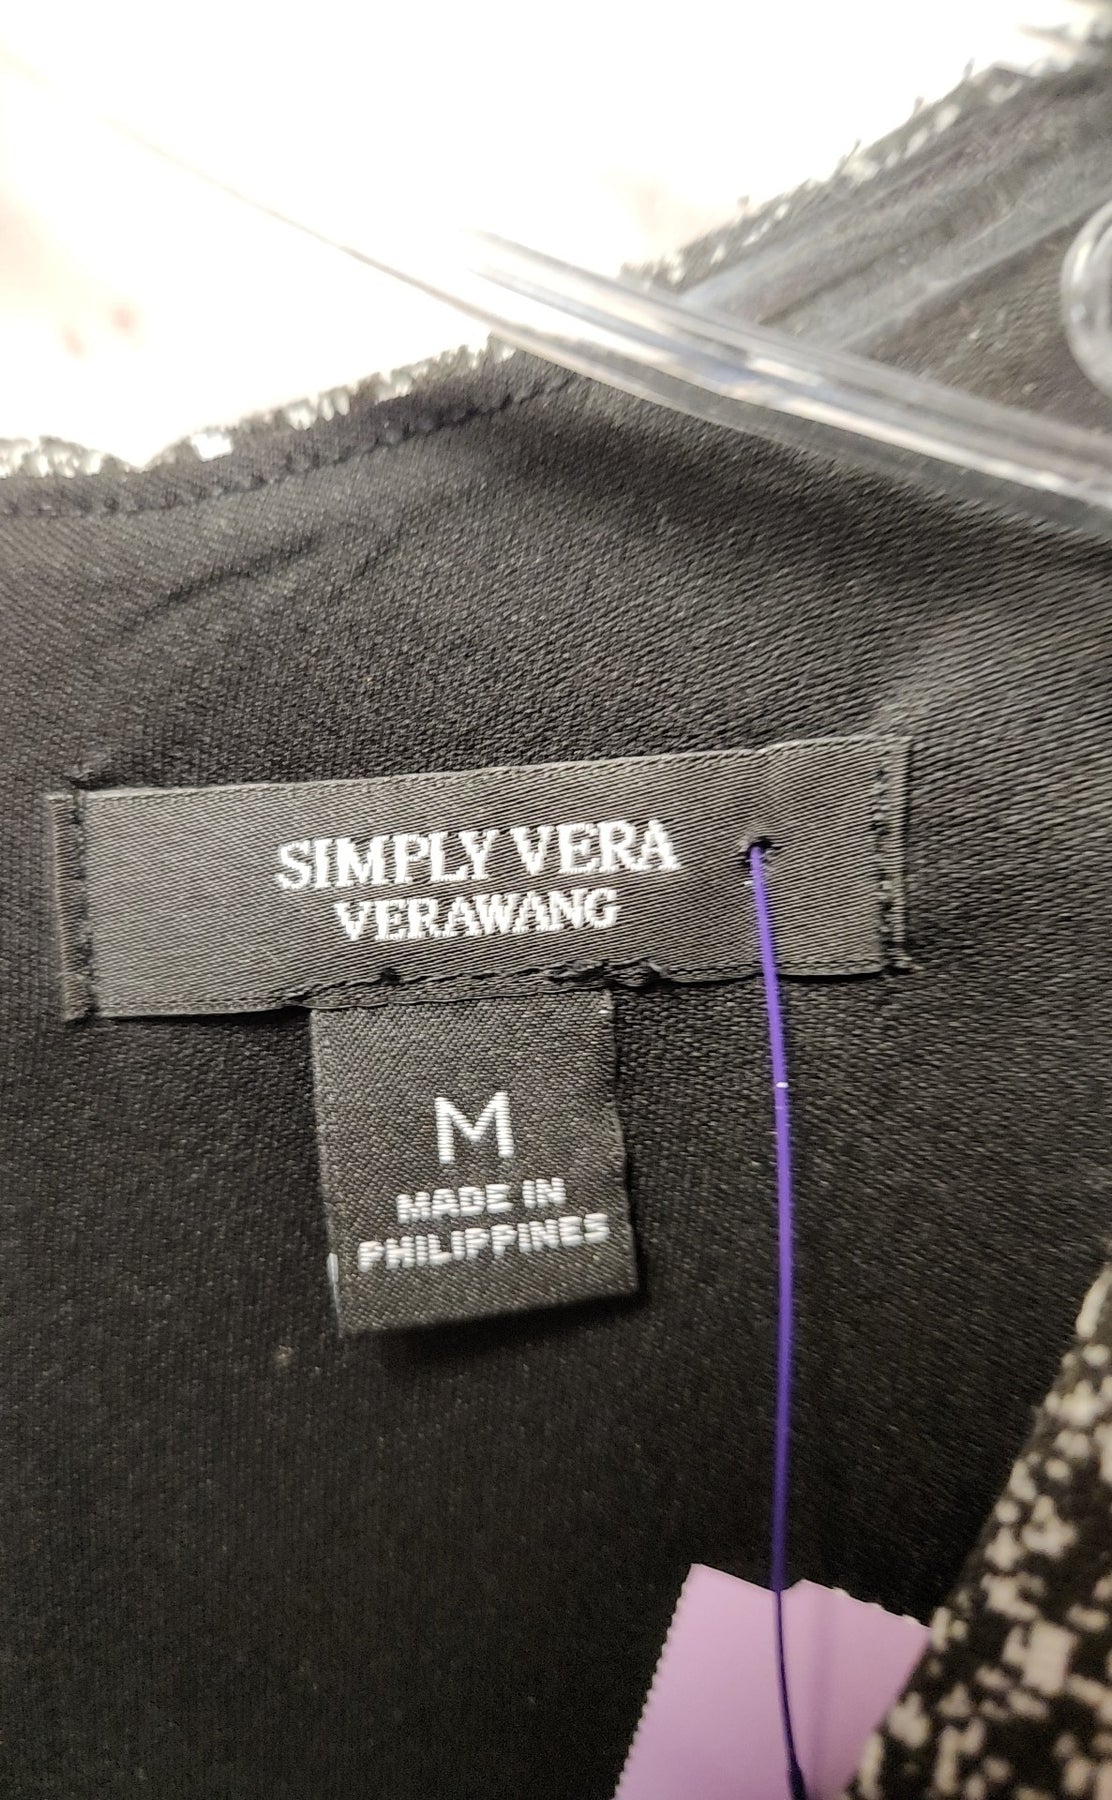 SIMPLY VERA
VERAWANG
M
MADE IN
PHILIPPINES